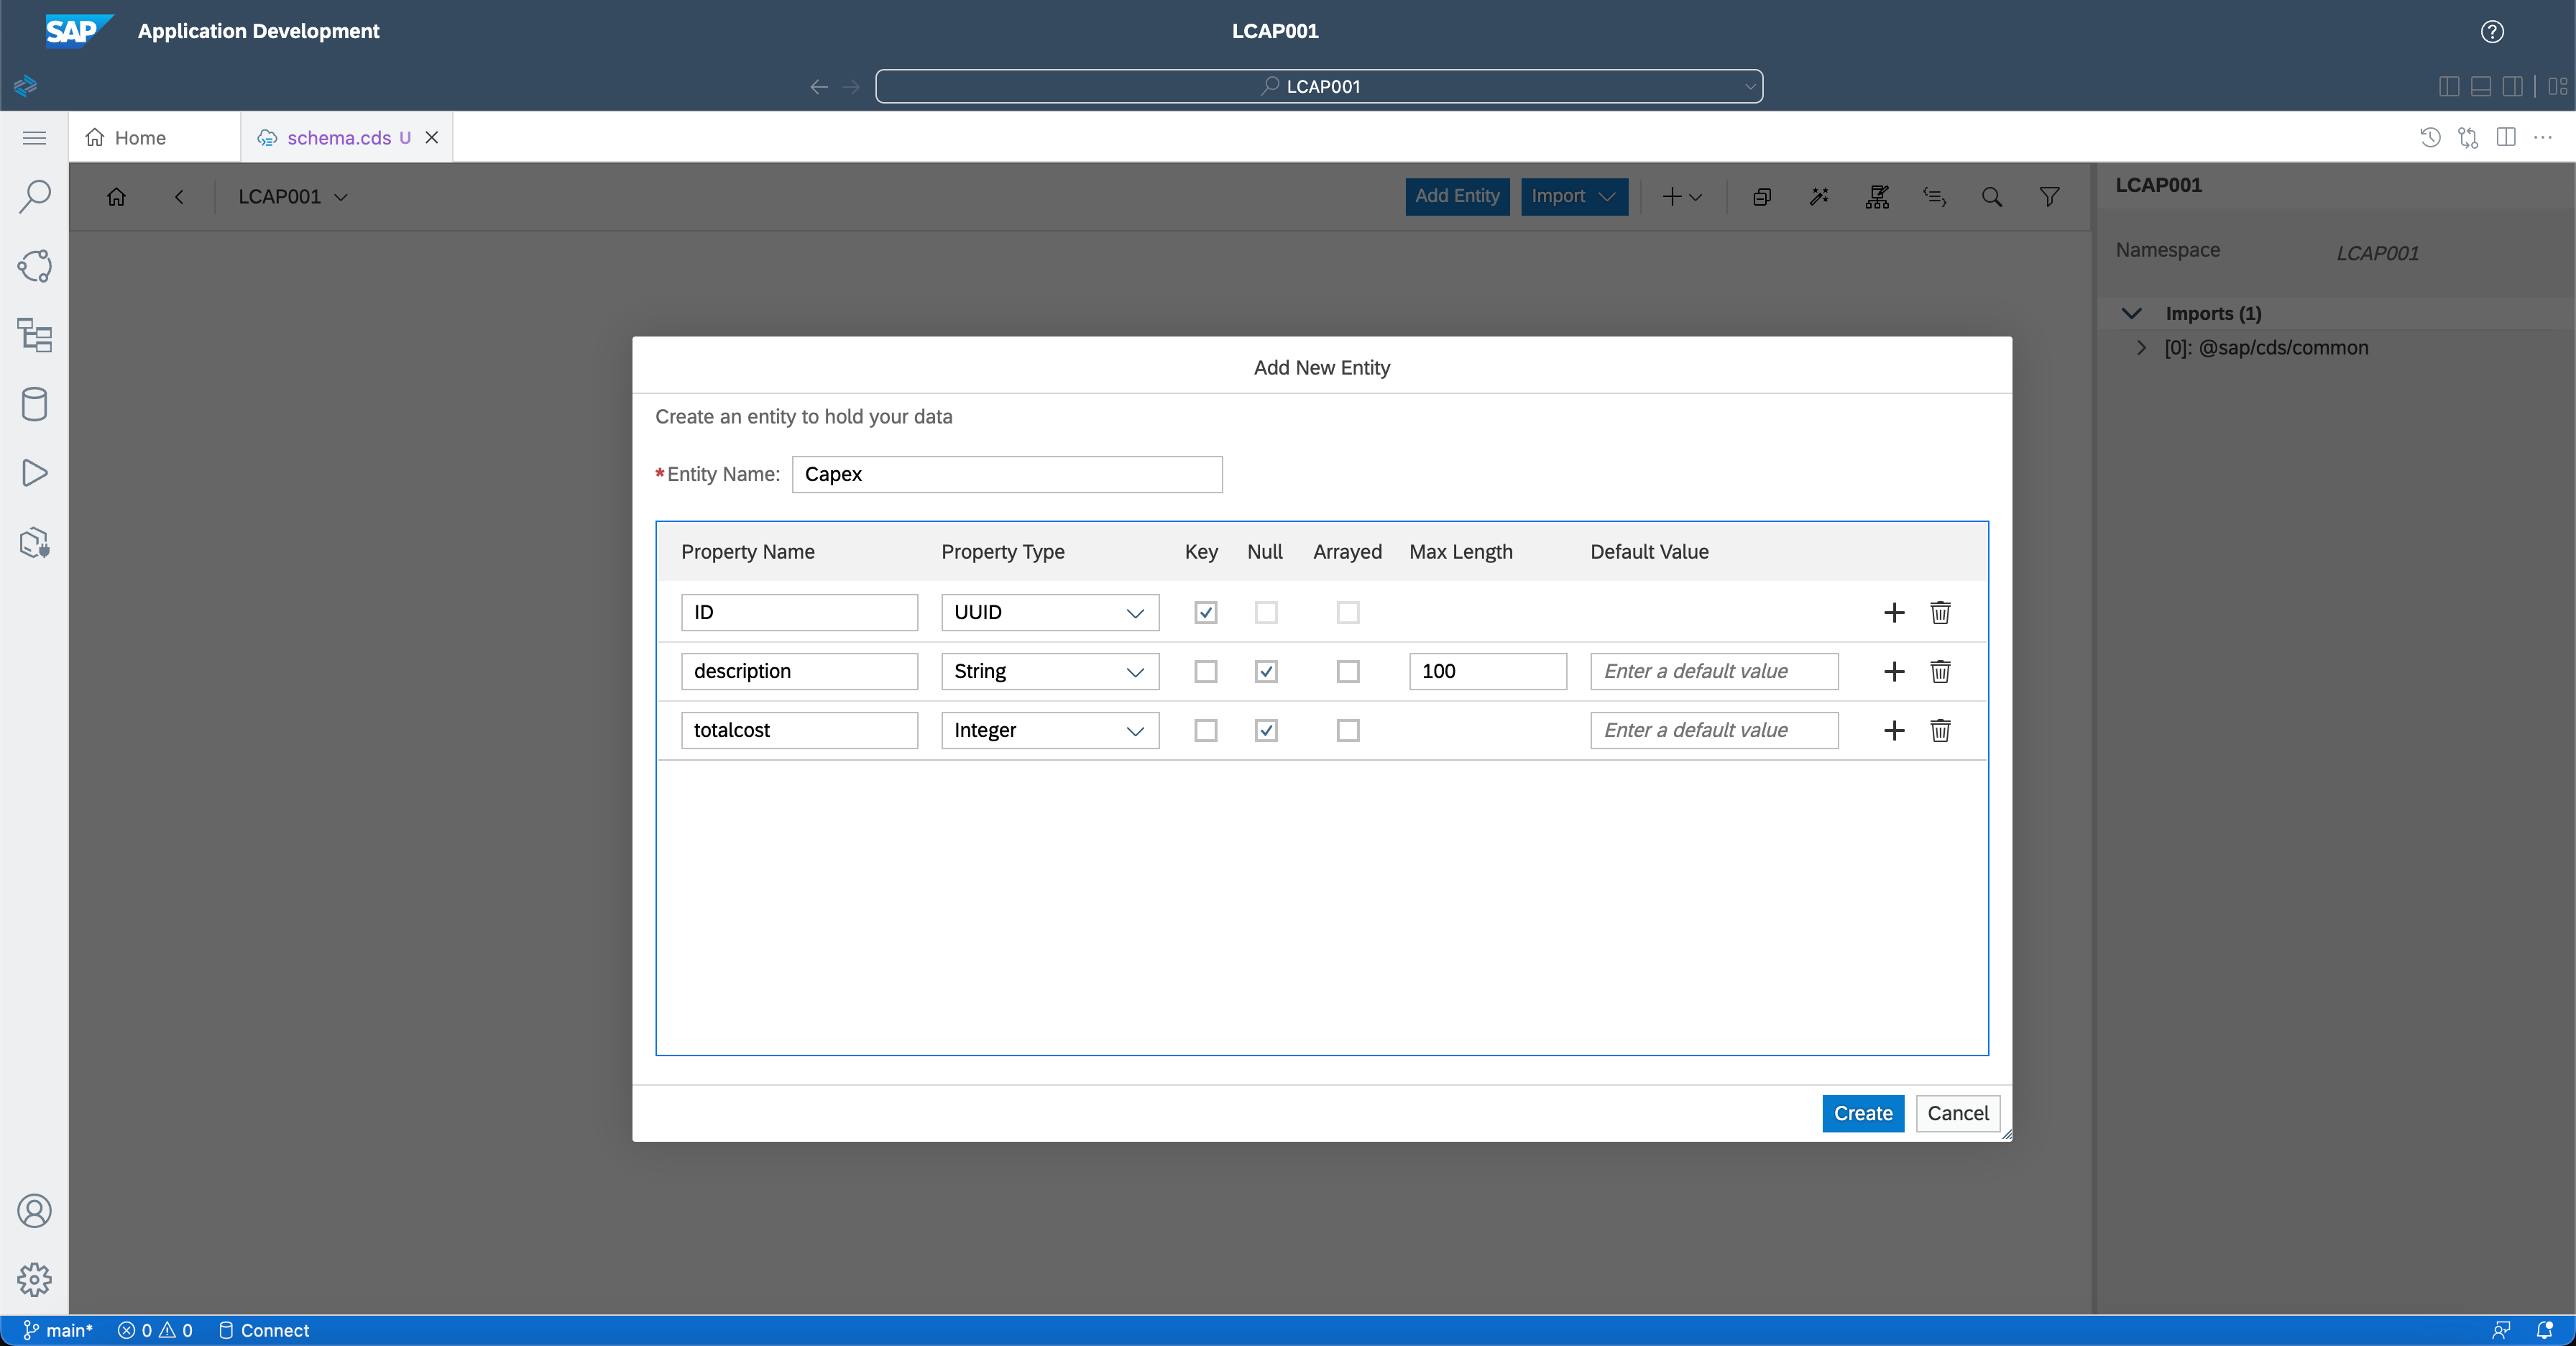 SAP Application Development LCAP001
LCAP001
Home schema.cds U
LCAP001 Add Entity Import
LCAP001
Namespace LCAP001
Imports (1)
[0]: @sap/cds/common
Add New Entity
Create an entity to hold your data
*Entity Name: Capex
Property Name Property Type Key Null Arrayed Max Length Default Value
ID UUID
description String 100 Enter a default value
totalcost Integer Enter a default value
Create Cancel
main* 0 0 Connect